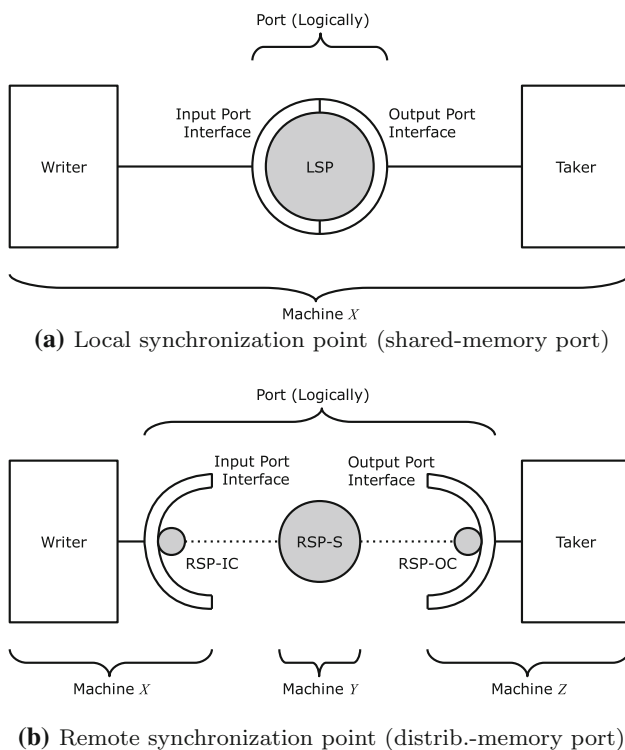 Port (Logically)
Input Port
Interface
Output Port
Interface
Writer
LSP
Taker
Machine X
(a) Local synchronization point (shared-memory port)
Port (Logically)
Input Port
Interface
Output Port
Interface
Writer
RSP-IC
RSP-S
RSP-OC
Taker
Machine X
Machine Y
Machine Z
(b) Remote synchronization point (distrib.-memory port)